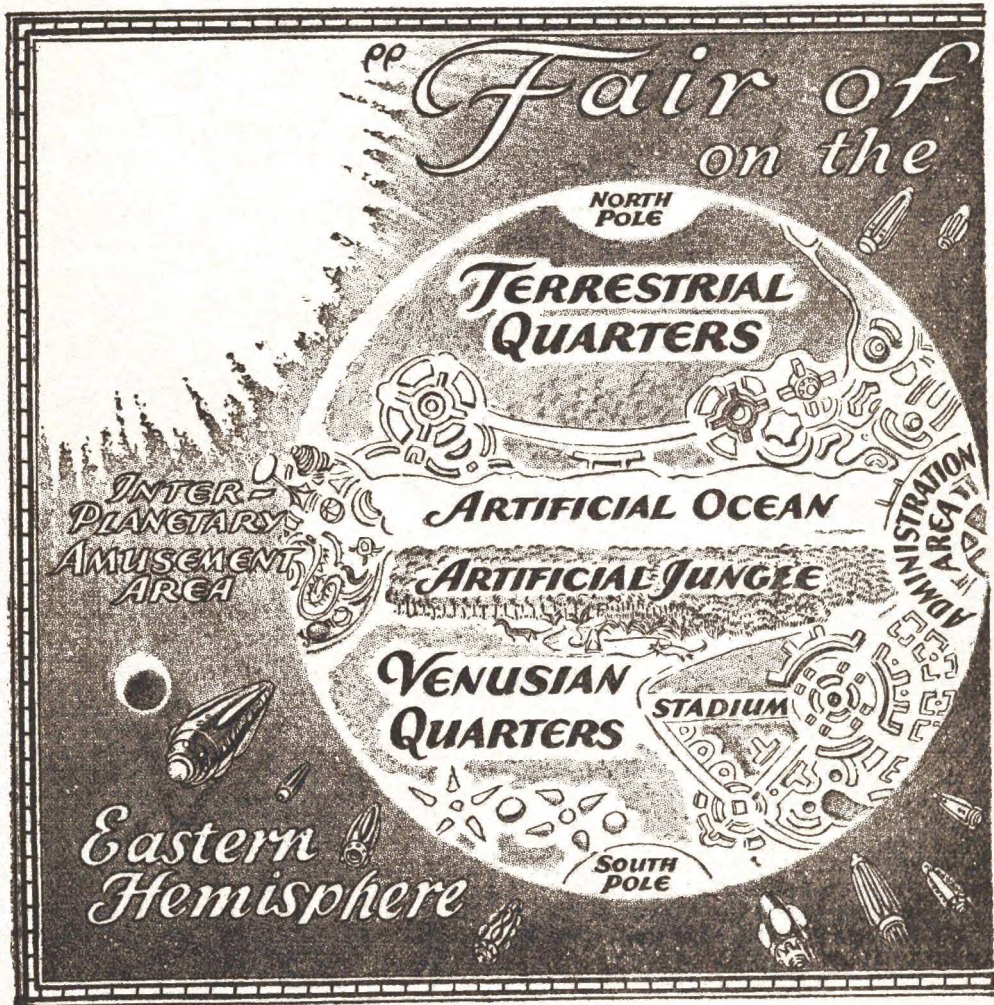 Fair of
on the
NORTH
POLE
TERRESTRIAL
QUARTERS
INTER-
PLANETARY
AMUSEMENT
AREA
ARTIFICIAL OCEAN
ADMINISTRATION
AREA
ARTIFICIAL JUNGLE
VENUSIAN
QUARTERS
STADIUM
Eastern
Hemisphere
SOUTH
POLE